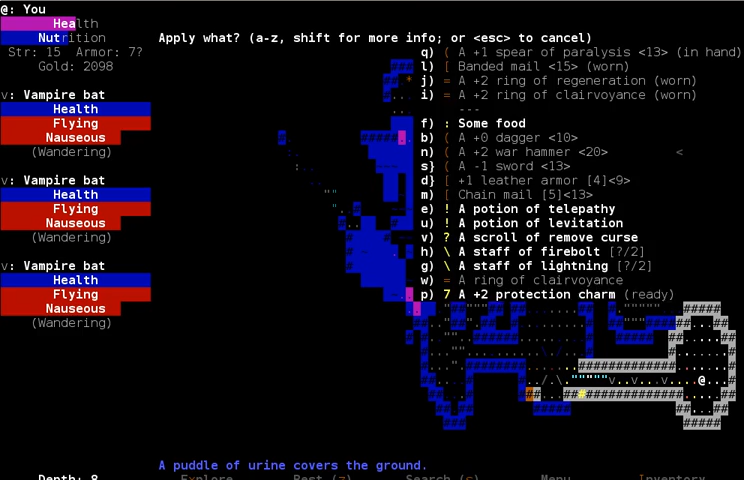 @: You
Health
Nutrition
Str: 15 Armor: 7?
Gold: 2098
v: Vampire bat
Health
Flying
Nauseous
(Wandering)
v: Vampire bat
Health
Flying
Nauseous
(Wandering)
v: Vampire bat
Health
Flying
Nauseous
(Wandering)
Apply what? (a-z, shift for more info; or <esc> to cancel)
q) ( A +1 spear of paralysis <13> (in hand)
l) [ Banded mail <15> (worn)
j) = A +2 ring of regeneration (worn)
i) = A +2 ring of clairvoyance (worn)
---
f) : Some food
b) ( A +0 dagger <10>
n) ( A +2 war hammer <20>
s} ( A -1 sword <13>
d} [ +1 leather armor [4]<9>
m) [ Chain mail [5]<13>
e) ! A potion of telepathy
u) ! A potion of levitation
v) ? A scroll of remove curse
h) \ A staff of firebolt [?/2]
g) \ A staff of lightning [?/2]
w) = A ring of clairvoyance
p) 7 A +2 protection charm (ready)
A puddle of urine covers the ground.
Depth: 8
Explore Rest (z) Search (s) Menu Inventory